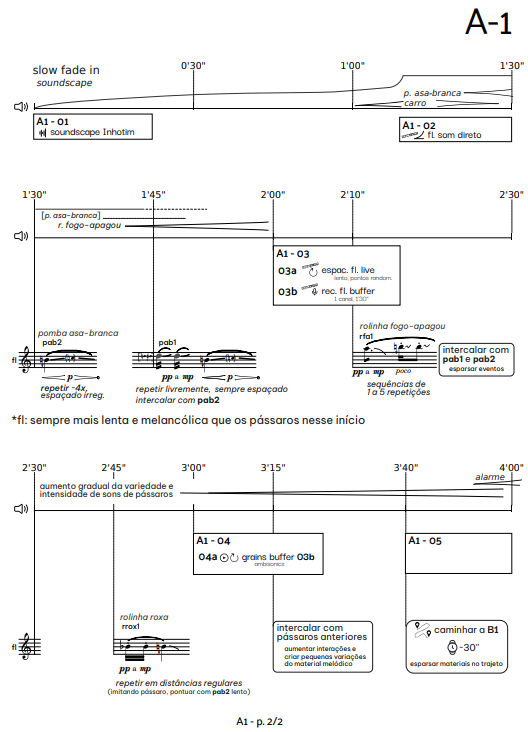 A-1
slow fade in
soundscape
0'30"
1'00"
1'30"
p. asa-branca
carro
A1 - 01
soundscape Inhotim
A1 - 02
fl. som direto
1'30"
1'45"
2'00"
2'10"
2'30"
[p. asa-branca]
r. fogo-apagou
A1 - 03
03a espac. fl. live
lento, pontos random.
03b rec. fl. buffer
1 canal, 1'30"
pomba asa-branca
pab2
pab1
rolinha fogo-apagou
rfa1
fl
p
pp a mp
p
pp a mp
poco
intercalar com
pab1 e pab2
esparsar eventos
repetir ~4x,
espaçado irreg.
repetir livremente, sempre espaçado
intercalar com pab2
sequências de
1 a 5 repetições
*fl: sempre mais lenta e melancólica que os pássaros nesse início
2'30"
2'45"
3'00"
3'15"
3'40"
4'00"
aumento gradual da variedade e
intensidade de sons de pássaros
alarme
A1 - 04
04a grains buffer 03b
ambisonics
A1 - 05
rolinha roxa
rrox1
fl
pp a mp
repetir em distâncias regulares
(imitando pássaro, pontuar com pab2 lento)
intercalar com
pássaros anteriores
aumentar interações e
criar pequenas variações
do material melódico
caminhar a B1
~30"
esparsar materiais no trajeto
A1 - p. 2/2